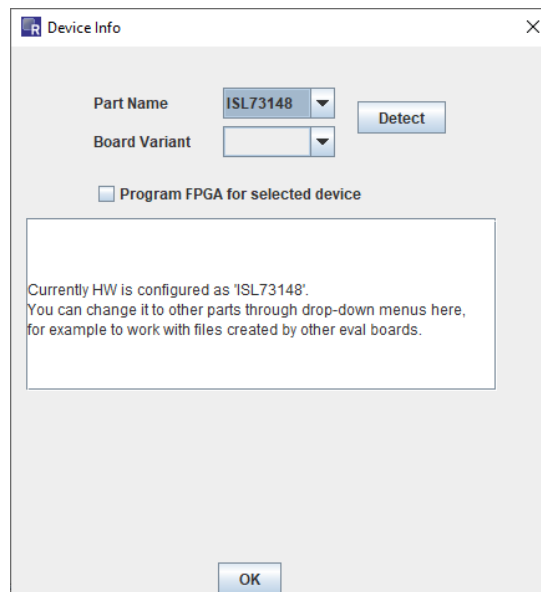 Device Info
Part Name ISL73148
Detect
Board Variant
Program FPGA for selected device
Currently HW is configured as 'ISL73148'.
You can change it to other parts through drop-down menus here,
for example to work with files created by other eval boards.
OK